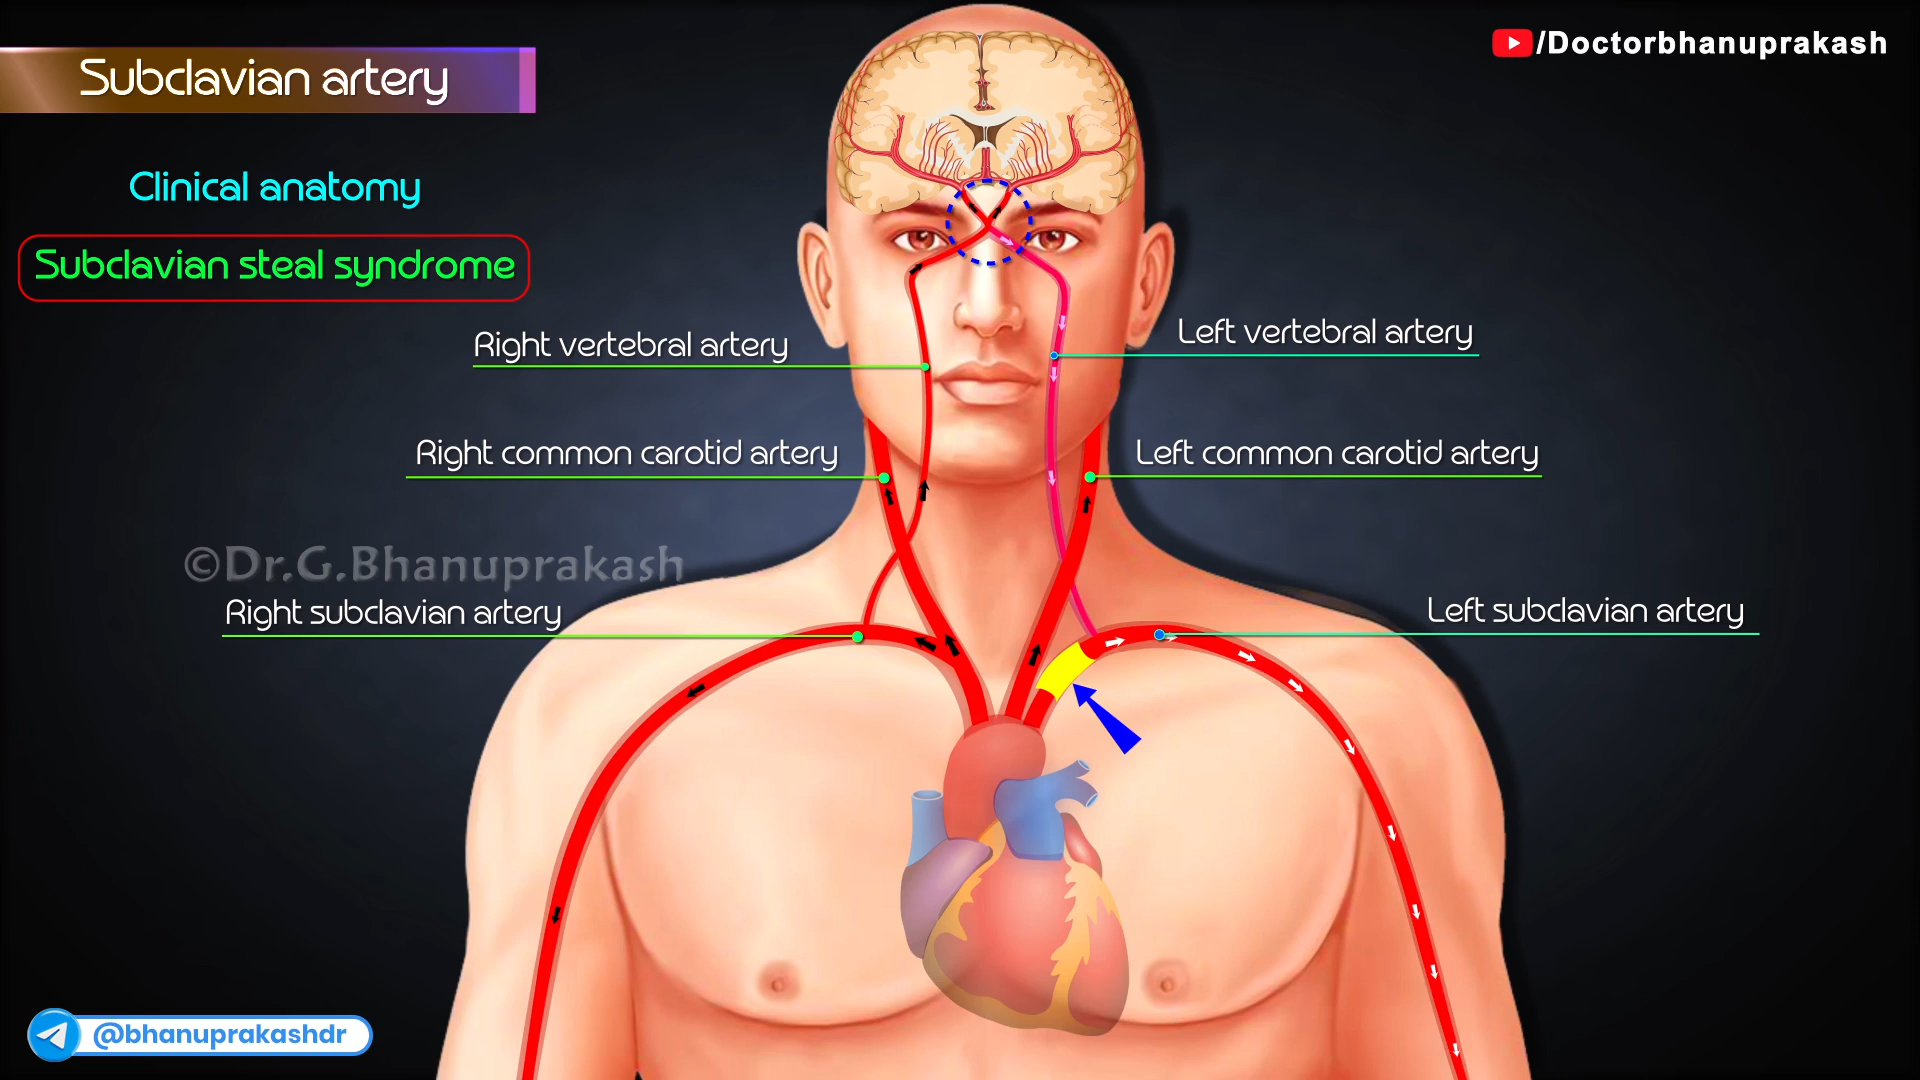 Subclavian artery
/Doctorbhanuprakash
Clinical anatomy
Subclavian steal syndrome
Right vertebral artery
Left vertebral artery
Right common carotid artery
Left common carotid artery
©Dr.G.Bhanuprakash
Right subclavian artery
Left subclavian artery
@bhanuprakashdr